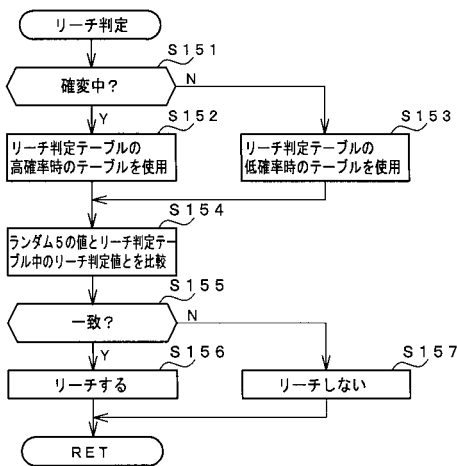 リーチ判定
S151
確変中？
N
Y
S152
S153
リーチ判定テーブルの
高確率時のテーブルを使用
リーチ判定テーブルの
低確率時のテーブルを使用
S154
ランダム5の値とリーチ判定テー
ブル中のリーチ判定値とを比較
S155
一致？
N
Y
S156
S157
リーチする
リーチしない
RET